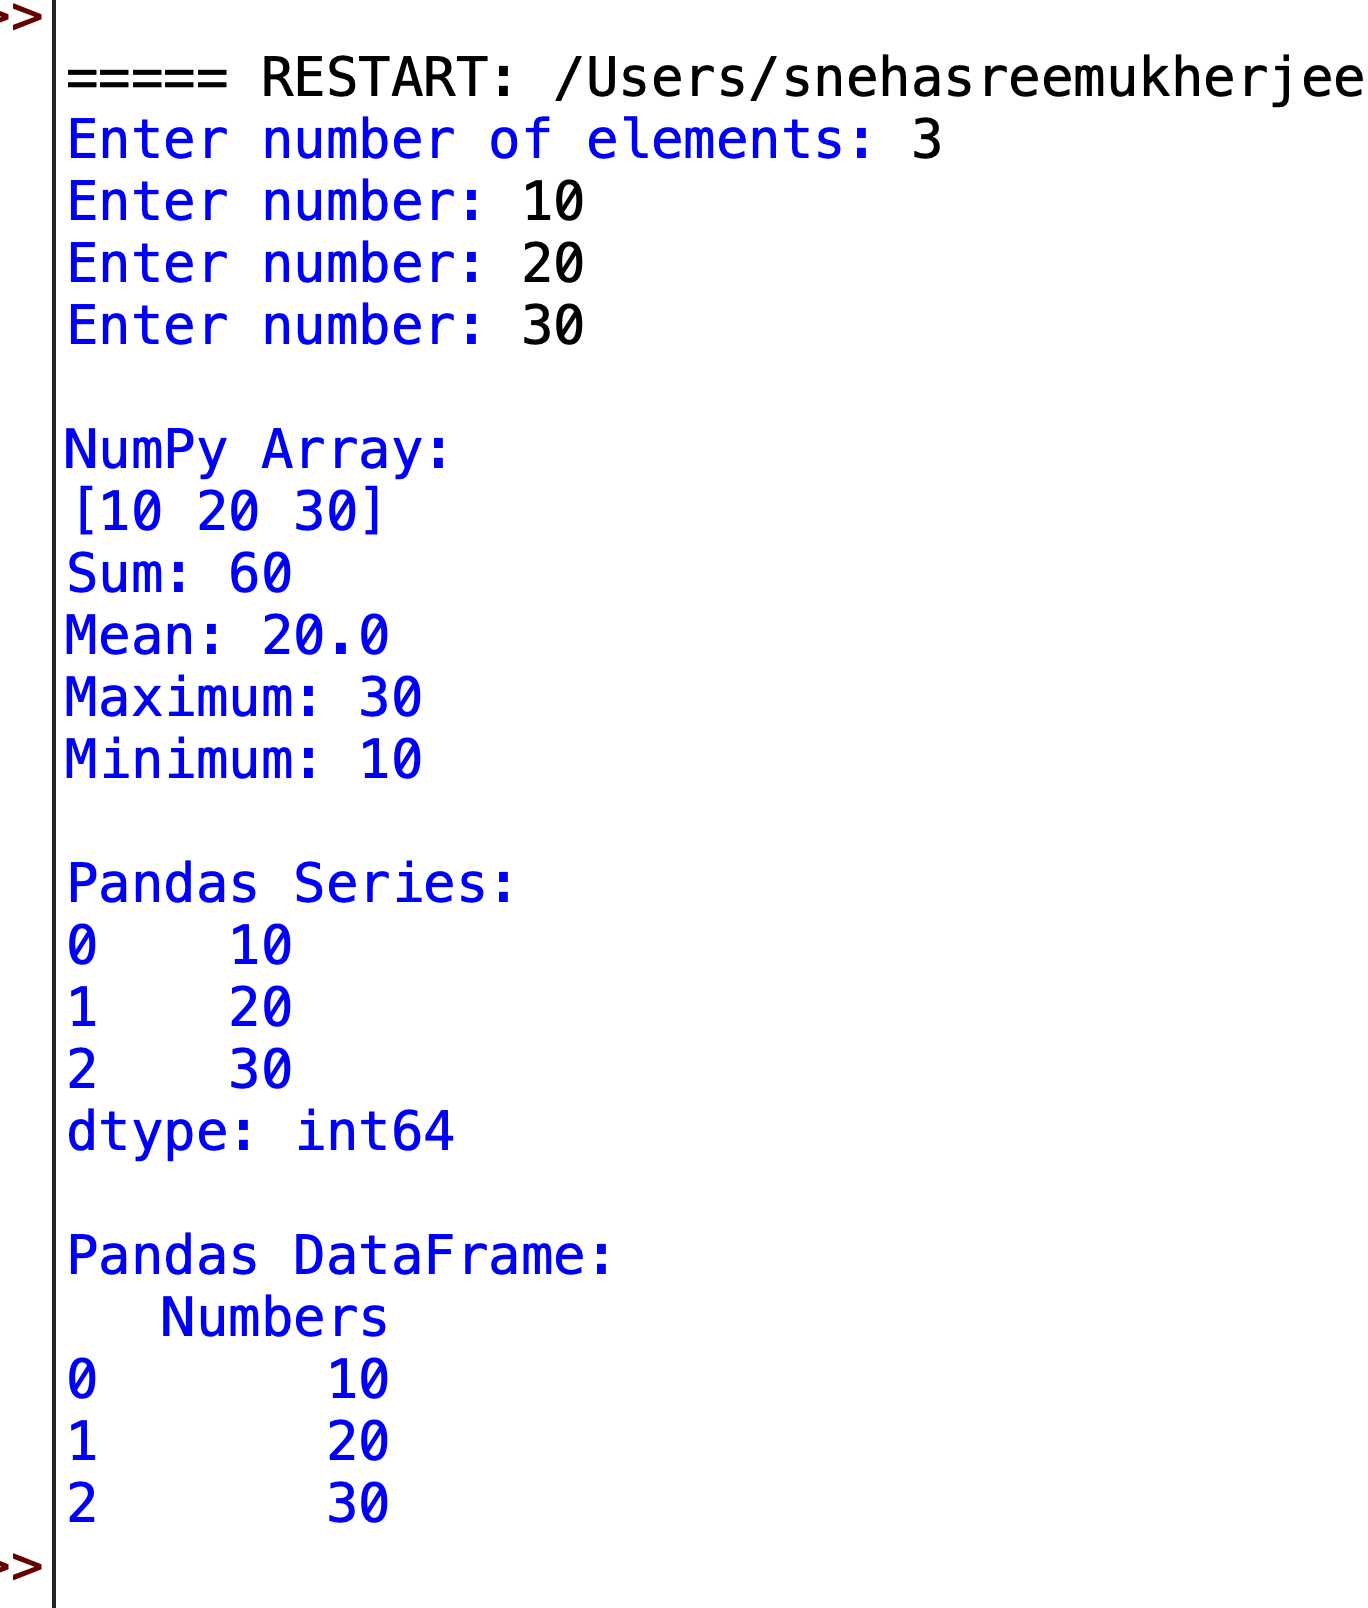 >>
===== RESTART: /Users/snehasreemukherjee
Enter number of elements: 3
Enter number: 10
Enter number: 20
Enter number: 30
NumPy Array:
[10 20 30]
Sum: 60
Mean: 20.0
Maximum: 30
Minimum: 10
Pandas Series:
0    10
1    20
2    30
dtype: int64
Pandas DataFrame:
   Numbers
0       10
1       20
2       30
>>